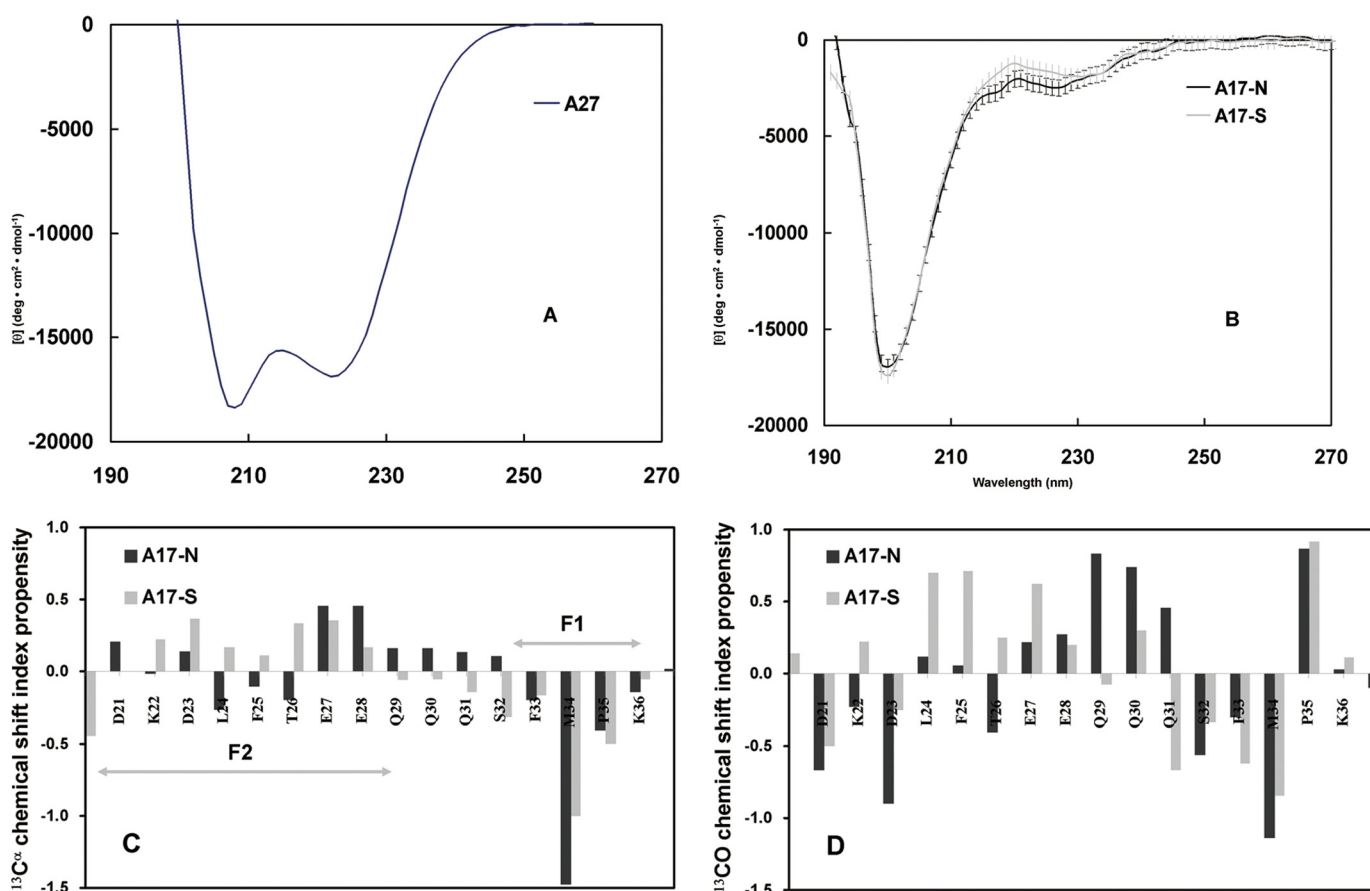 0
-5000
-10000
-15000
-20000
[θ] (deg • cm² • dmol⁻¹)
A27
A
190
210
230
250
270
0
-5000
-10000
-15000
-20000
[θ] (deg • cm² • dmol⁻¹)
A17-N
A17-S
B
190
210
230
250
270
Wavelength (nm)
1.0
0.5
0.0
-0.5
-1.0
-1.5
¹³Cᵅ chemical shift index propensity
A17-N
A17-S
F1
D21
K22
D23
L24
F25
T26
E27
E28
Q29
Q30
Q31
S32
F33
M34
P35
K36
F2
C
1.0
0.5
0.0
-0.5
-1.0
-1.5
¹³CO chemical shift index propensity
A17-N
A17-S
D21
K22
D23
L24
F25
T26
E27
E28
Q29
Q30
Q31
S32
F33
M34
P35
K36
D